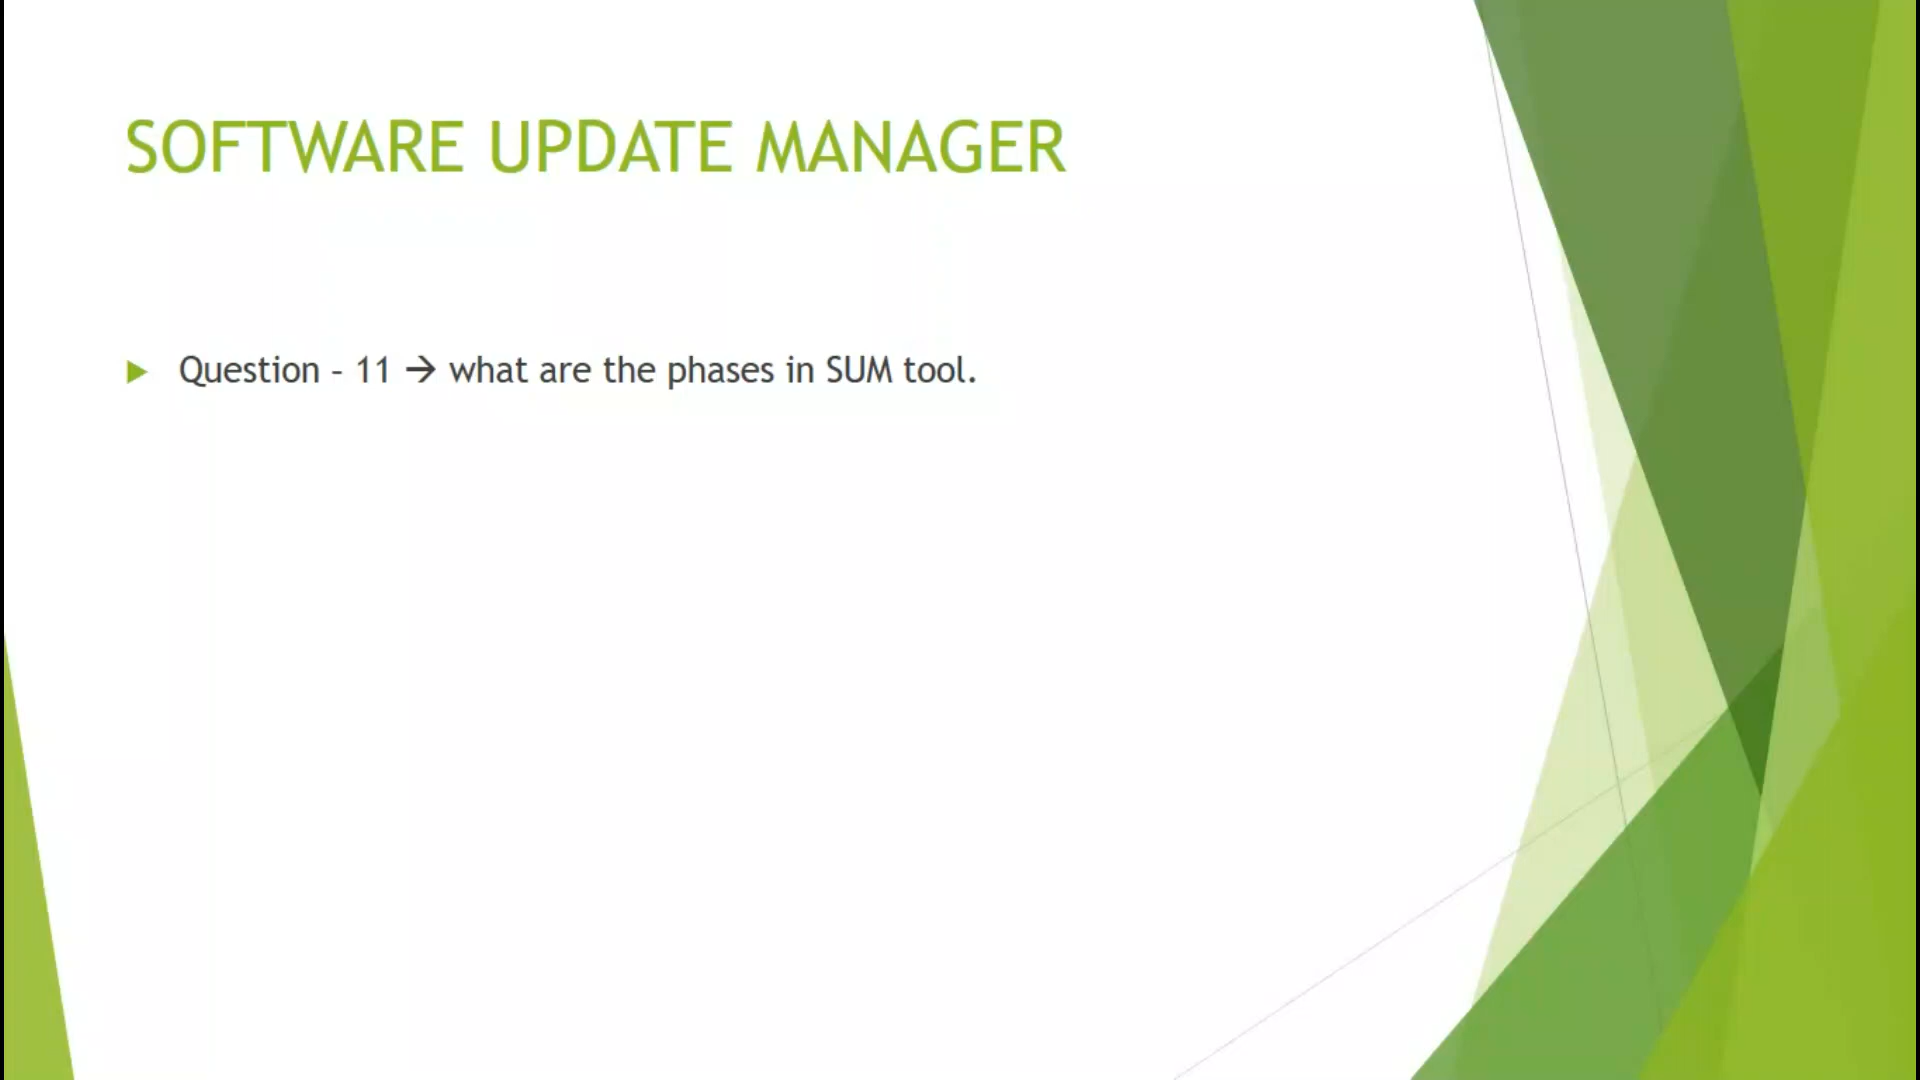 SOFTWARE UPDATE MANAGER
Question – 11 → what are the phases in SUM tool.